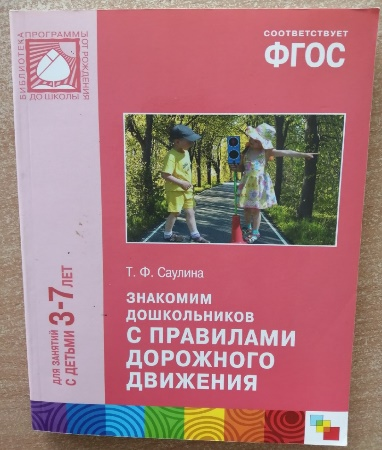 БИБЛИОТЕКА
ПРОГРАММЫ
ОТ РОЖДЕНИЯ
ДО ШКОЛЫ
СООТВЕТСТВУЕТ
ФГОС
Т. Ф. Саулина
ЗНАКОМИМ
ДОШКОЛЬНИКОВ
С ПРАВИЛАМИ
ДОРОЖНОГО
ДВИЖЕНИЯ
ДЛЯ ЗАНЯТИЙ
С ДЕТЬМИ
3-7 ЛЕТ